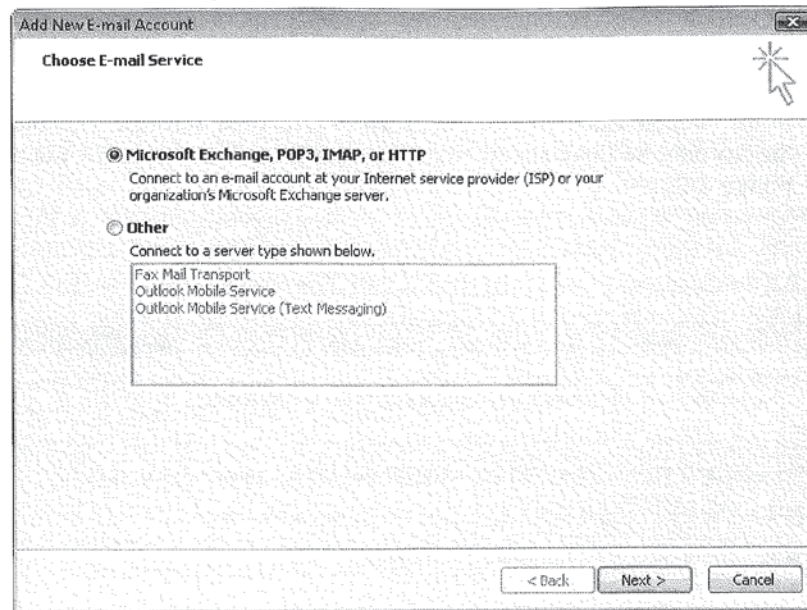 Add New E-mail Account
Choose E-mail Service
Microsoft Exchange, POP3, IMAP, or HTTP
Connect to an e-mail account at your Internet service provider (ISP) or your
organization's Microsoft Exchange server.
Other
Connect to a server type shown below.
Fax Mail Transport
Outlook Mobile Service
Outlook Mobile Service (Text Messaging)
< Back
Next >
Cancel